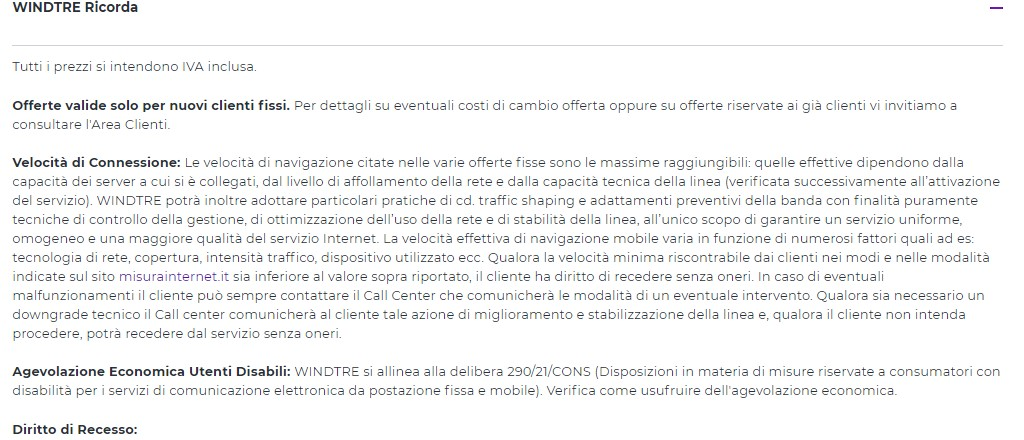 WINDTRE Ricorda
Tutti i prezzi si intendono IVA inclusa.
Offerte valide solo per nuovi clienti fissi. Per dettagli su eventuali costi di cambio offerta oppure su offerte riservate ai già clienti vi invitiamo a
consultare l'Area Clienti.
Velocità di Connessione: Le velocità di navigazione citate nelle varie offerte fisse sono le massime raggiungibili: quelle effettive dipendono dalla
capacità dei server a cui si è collegati, dal livello di affollamento della rete e dalla capacità tecnica della linea (verificata successivamente all’attivazione
del servizio). WINDTRE potrà inoltre adottare particolari pratiche di cd. traffic shaping e adattamenti preventivi della banda con finalità puramente
tecniche di controllo della gestione, di ottimizzazione dell’uso della rete e di stabilità della linea, all’unico scopo di garantire un servizio uniforme,
omogeneo e una maggiore qualità del servizio Internet. La velocità effettiva di navigazione mobile varia in funzione di numerosi fattori quali ad es:
tecnologia di rete, copertura, intensità traffico, dispositivo utilizzato ecc. Qualora la velocità minima riscontrabile dai clienti nei modi e nelle modalità
indicate sul sito misurainternet.it sia inferiore al valore sopra riportato, il cliente ha diritto di recedere senza oneri. In caso di eventuali
malfunzionamenti il cliente può sempre contattare il Call Center che comunicherà le modalità di un eventuale intervento. Qualora sia necessario un
downgrade tecnico il Call center comunicherà al cliente tale azione di miglioramento e stabilizzazione della linea e, qualora il cliente non intenda
procedere, potrà recedere dal servizio senza oneri.
Agevolazione Economica Utenti Disabili: WINDTRE si allinea alla delibera 290/21/CONS (Disposizioni in materia di misure riservate a consumatori con
disabilità per i servizi di comunicazione elettronica da postazione fissa e mobile). Verifica come usufruire dell'agevolazione economica.
Diritto di Recesso: